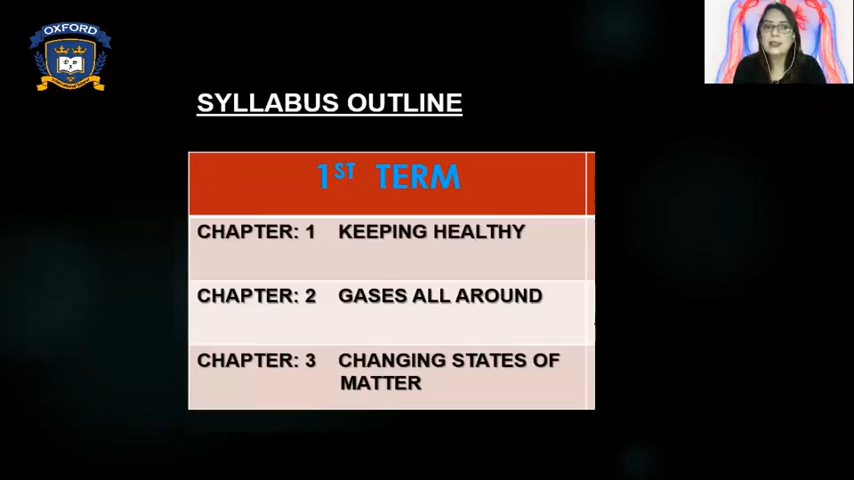 OXFORD
SYLLABUS OUTLINE
1ST TERM
CHAPTER: 1 KEEPING HEALTHY
CHAPTER: 2 GASES ALL AROUND
CHAPTER: 3 CHANGING STATES OF
MATTER